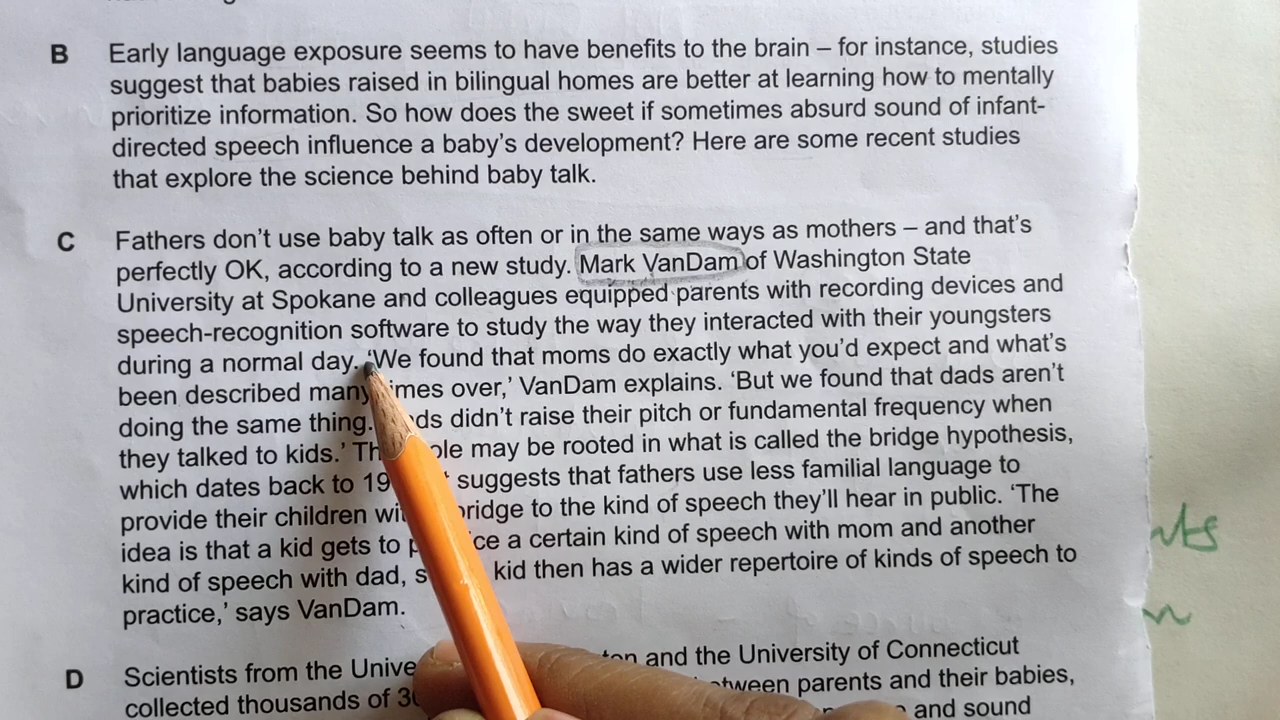 B Early language exposure seems to have benefits to the brain – for instance, studies
suggest that babies raised in bilingual homes are better at learning how to mentally
prioritize information. So how does the sweet if sometimes absurd sound of infant-
directed speech influence a baby's development? Here are some recent studies
that explore the science behind baby talk.
C Fathers don't use baby talk as often or in the same ways as mothers – and that's
perfectly OK, according to a new study. Mark VanDam of Washington State
University at Spokane and colleagues equipped parents with recording devices and
speech-recognition software to study the way they interacted with their youngsters
during a normal day. 'We found that moms do exactly what you'd expect and what's
been described many times over,' VanDam explains. 'But we found that dads aren't
doing the same thing. ds didn't raise their pitch or fundamental frequency when
they talked to kids.' Th ole may be rooted in what is called the bridge hypothesis,
which dates back to 19 suggests that fathers use less familial language to
provide their children wi bridge to the kind of speech they'll hear in public. 'The
idea is that a kid gets to p ce a certain kind of speech with mom and another
kind of speech with dad, s kid then has a wider repertoire of kinds of speech to
practice,' says VanDam.
D Scientists from the Unive on and the University of Connecticut
collected thousands of 30 between parents and their babies,
and sound